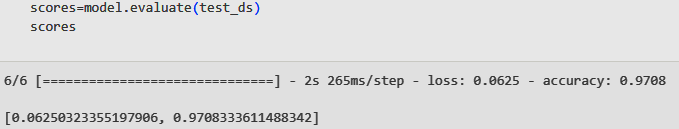 scores=model.evaluate(test_ds)
scores
6/6 [==============================] - 2s 265ms/step - loss: 0.0625 - accuracy: 0.9708
[0.06250323355197906, 0.9708333611488342]